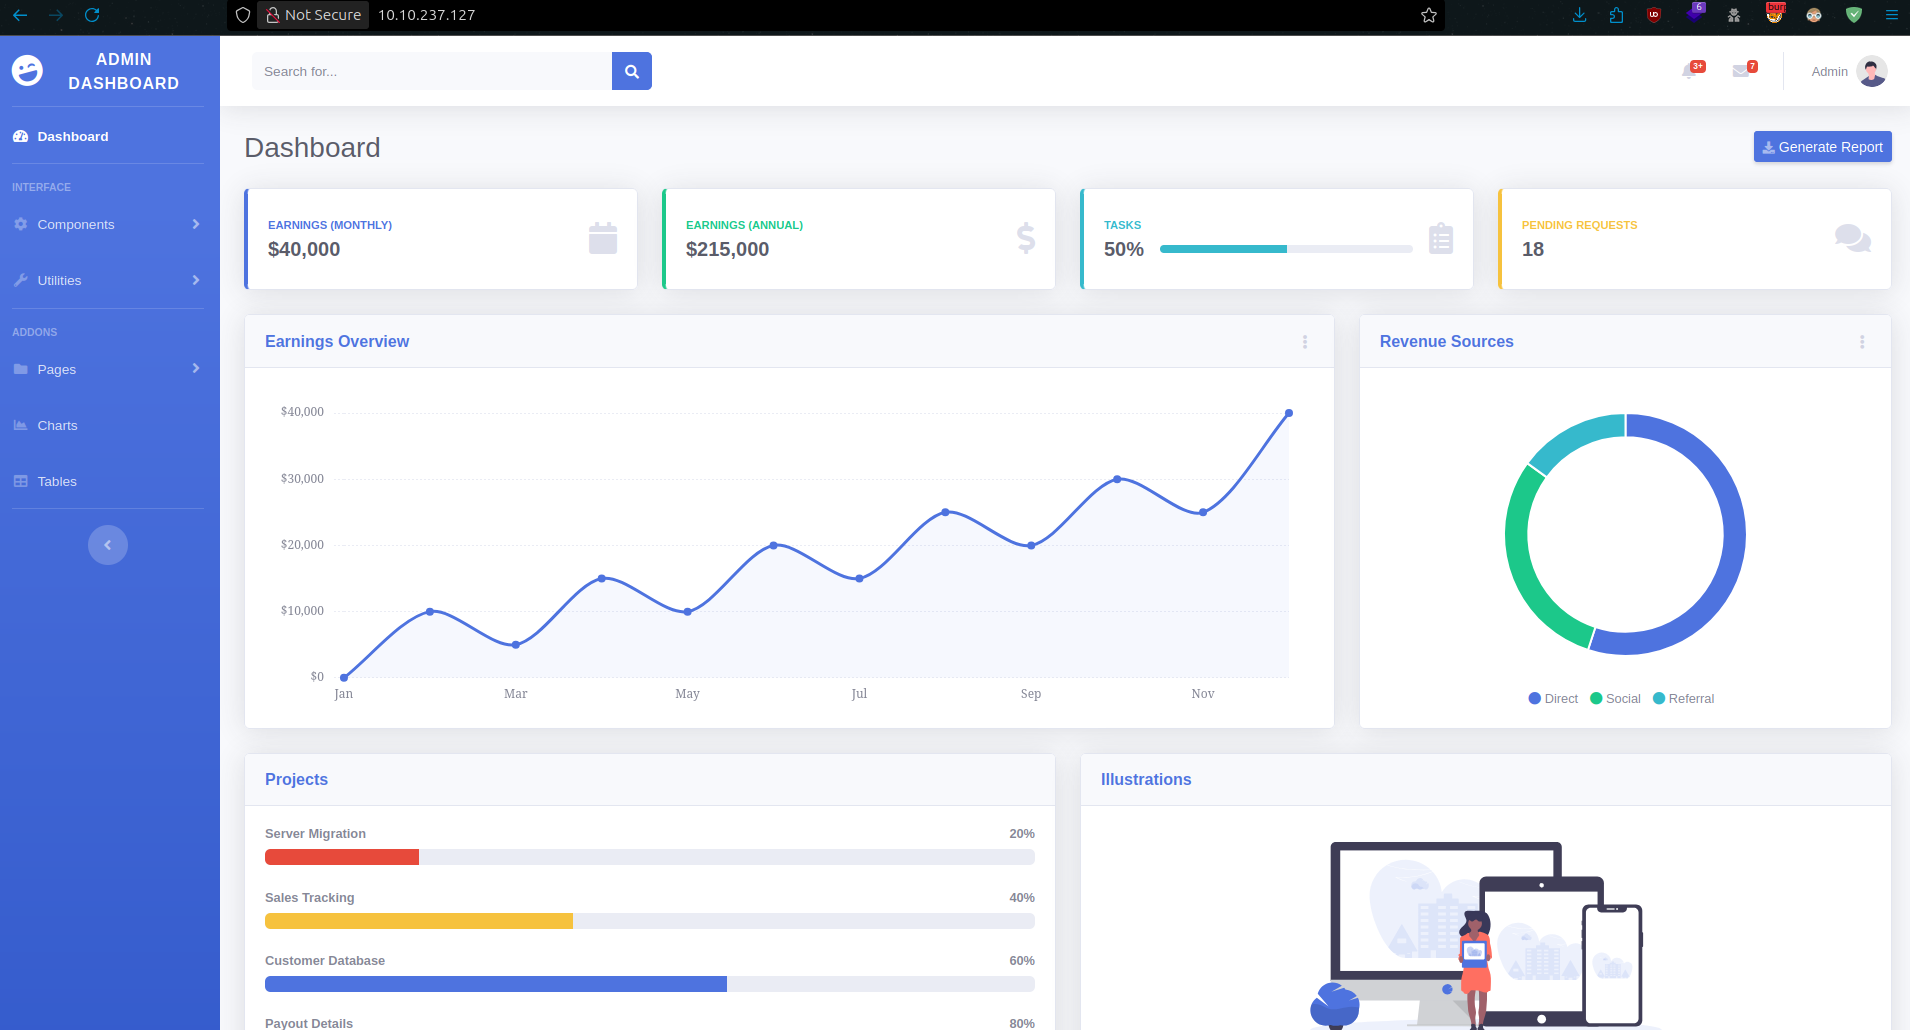 Not Secure 10.10.237.127
6
burp
ADMIN
DASHBOARD
Search for...
3+
7
Admin
Dashboard
INTERFACE
Components
Utilities
ADDONS
Pages
Charts
Tables
Dashboard
Generate Report
EARNINGS (MONTHLY)
$40,000
EARNINGS (ANNUAL)
$215,000
TASKS
50%
PENDING REQUESTS
18
Earnings Overview
$40,000
$30,000
$20,000
$10,000
$0
Jan Mar May Jul Sep Nov
Revenue Sources
Direct Social Referral
Projects
Server Migration 20%
Sales Tracking 40%
Customer Database 60%
Payout Details 80%
Illustrations